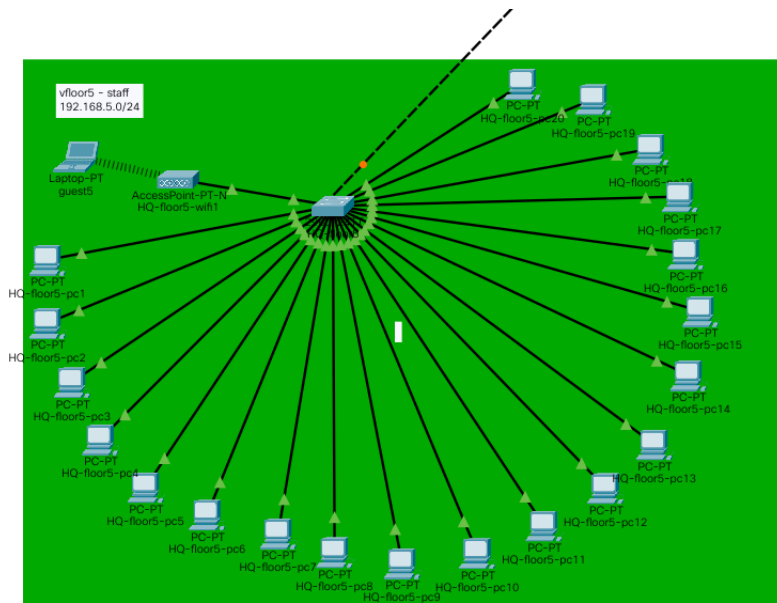 vfloor5 - staff
192.168.5.0/24
Laptop-PT
guest5
AccessPoint-PT-N
HQ-floor5-wifi1
PC-PT
HQ-floor5-pc20
PC-PT
HQ-floor5-pc19
PC-PT
HQ-floor5-pc18
PC-PT
HQ-floor5-pc17
PC-PT
HQ-floor5-pc16
PC-PT
HQ-floor5-pc15
PC-PT
HQ-floor5-pc14
PC-PT
HQ-floor5-pc13
PC-PT
HQ-floor5-pc12
PC-PT
HQ-floor5-pc11
PC-PT
HQ-floor5-pc10
PC-PT
HQ-floor5-pc9
PC-PT
HQ-floor5-pc8
PC-PT
HQ-floor5-pc7
PC-PT
HQ-floor5-pc6
PC-PT
HQ-floor5-pc5
PC-PT
HQ-floor5-pc4
PC-PT
HQ-floor5-pc3
PC-PT
HQ-floor5-pc2
PC-PT
HQ-floor5-pc1